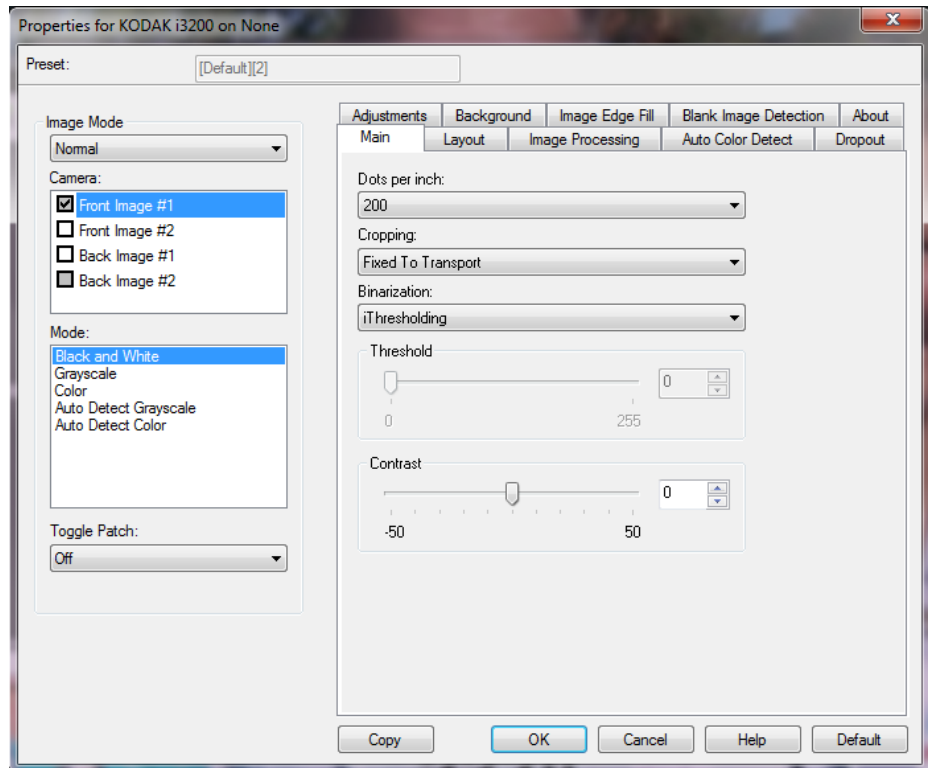 Properties for KODAK i3200 on None
Preset: [Default][2]
Image Mode
Normal
Camera:
Front Image #1
Front Image #2
Back Image #1
Back Image #2
Mode:
Black and White
Grayscale
Color
Auto Detect Grayscale
Auto Detect Color
Toggle Patch:
Off
Adjustments Background Image Edge Fill Blank Image Detection About
Main Layout Image Processing Auto Color Detect Dropout
Dots per inch:
200
Cropping:
Fixed To Transport
Binarization:
iThresholding
Threshold
0
0 255
Contrast
0
-50 50
Copy OK Cancel Help Default